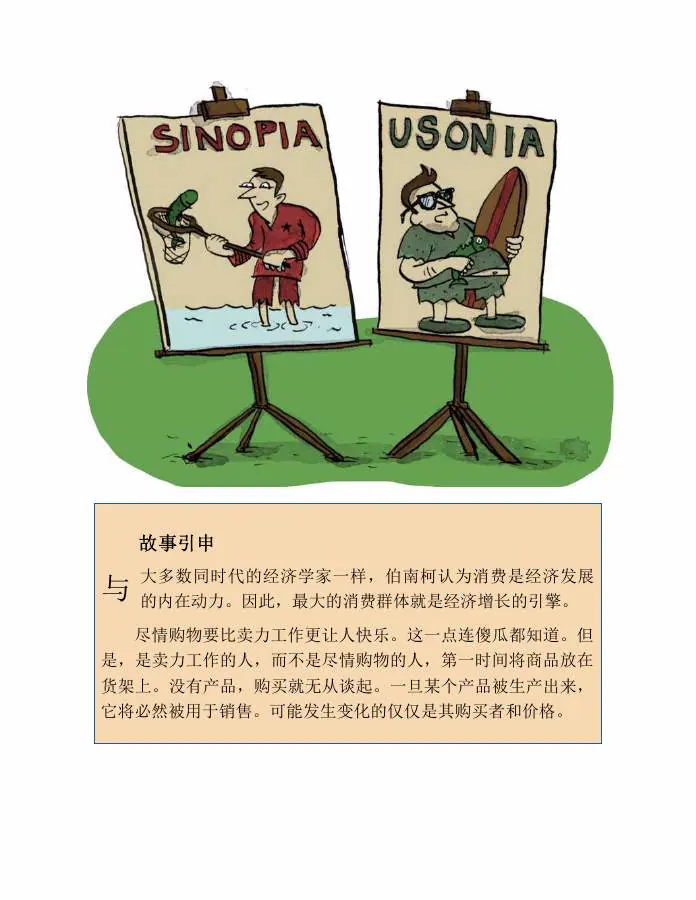 SINOPIA
USONIA
故事引申
与大多数同时代的经济学家一样，伯南柯认为消费是经济发展
的内在动力。因此，最大的消费群体就是经济增长的引擎。
尽情购物要比卖力工作更让人快乐。这一点连傻瓜都知道。但
是，是卖力工作的人，而不是尽情购物的人，第一时间将商品放在
货架上。没有产品，购买就无从谈起。一旦某个产品被生产出来，
它将必然被用于销售。可能发生变化的仅仅是其购买者和价格。